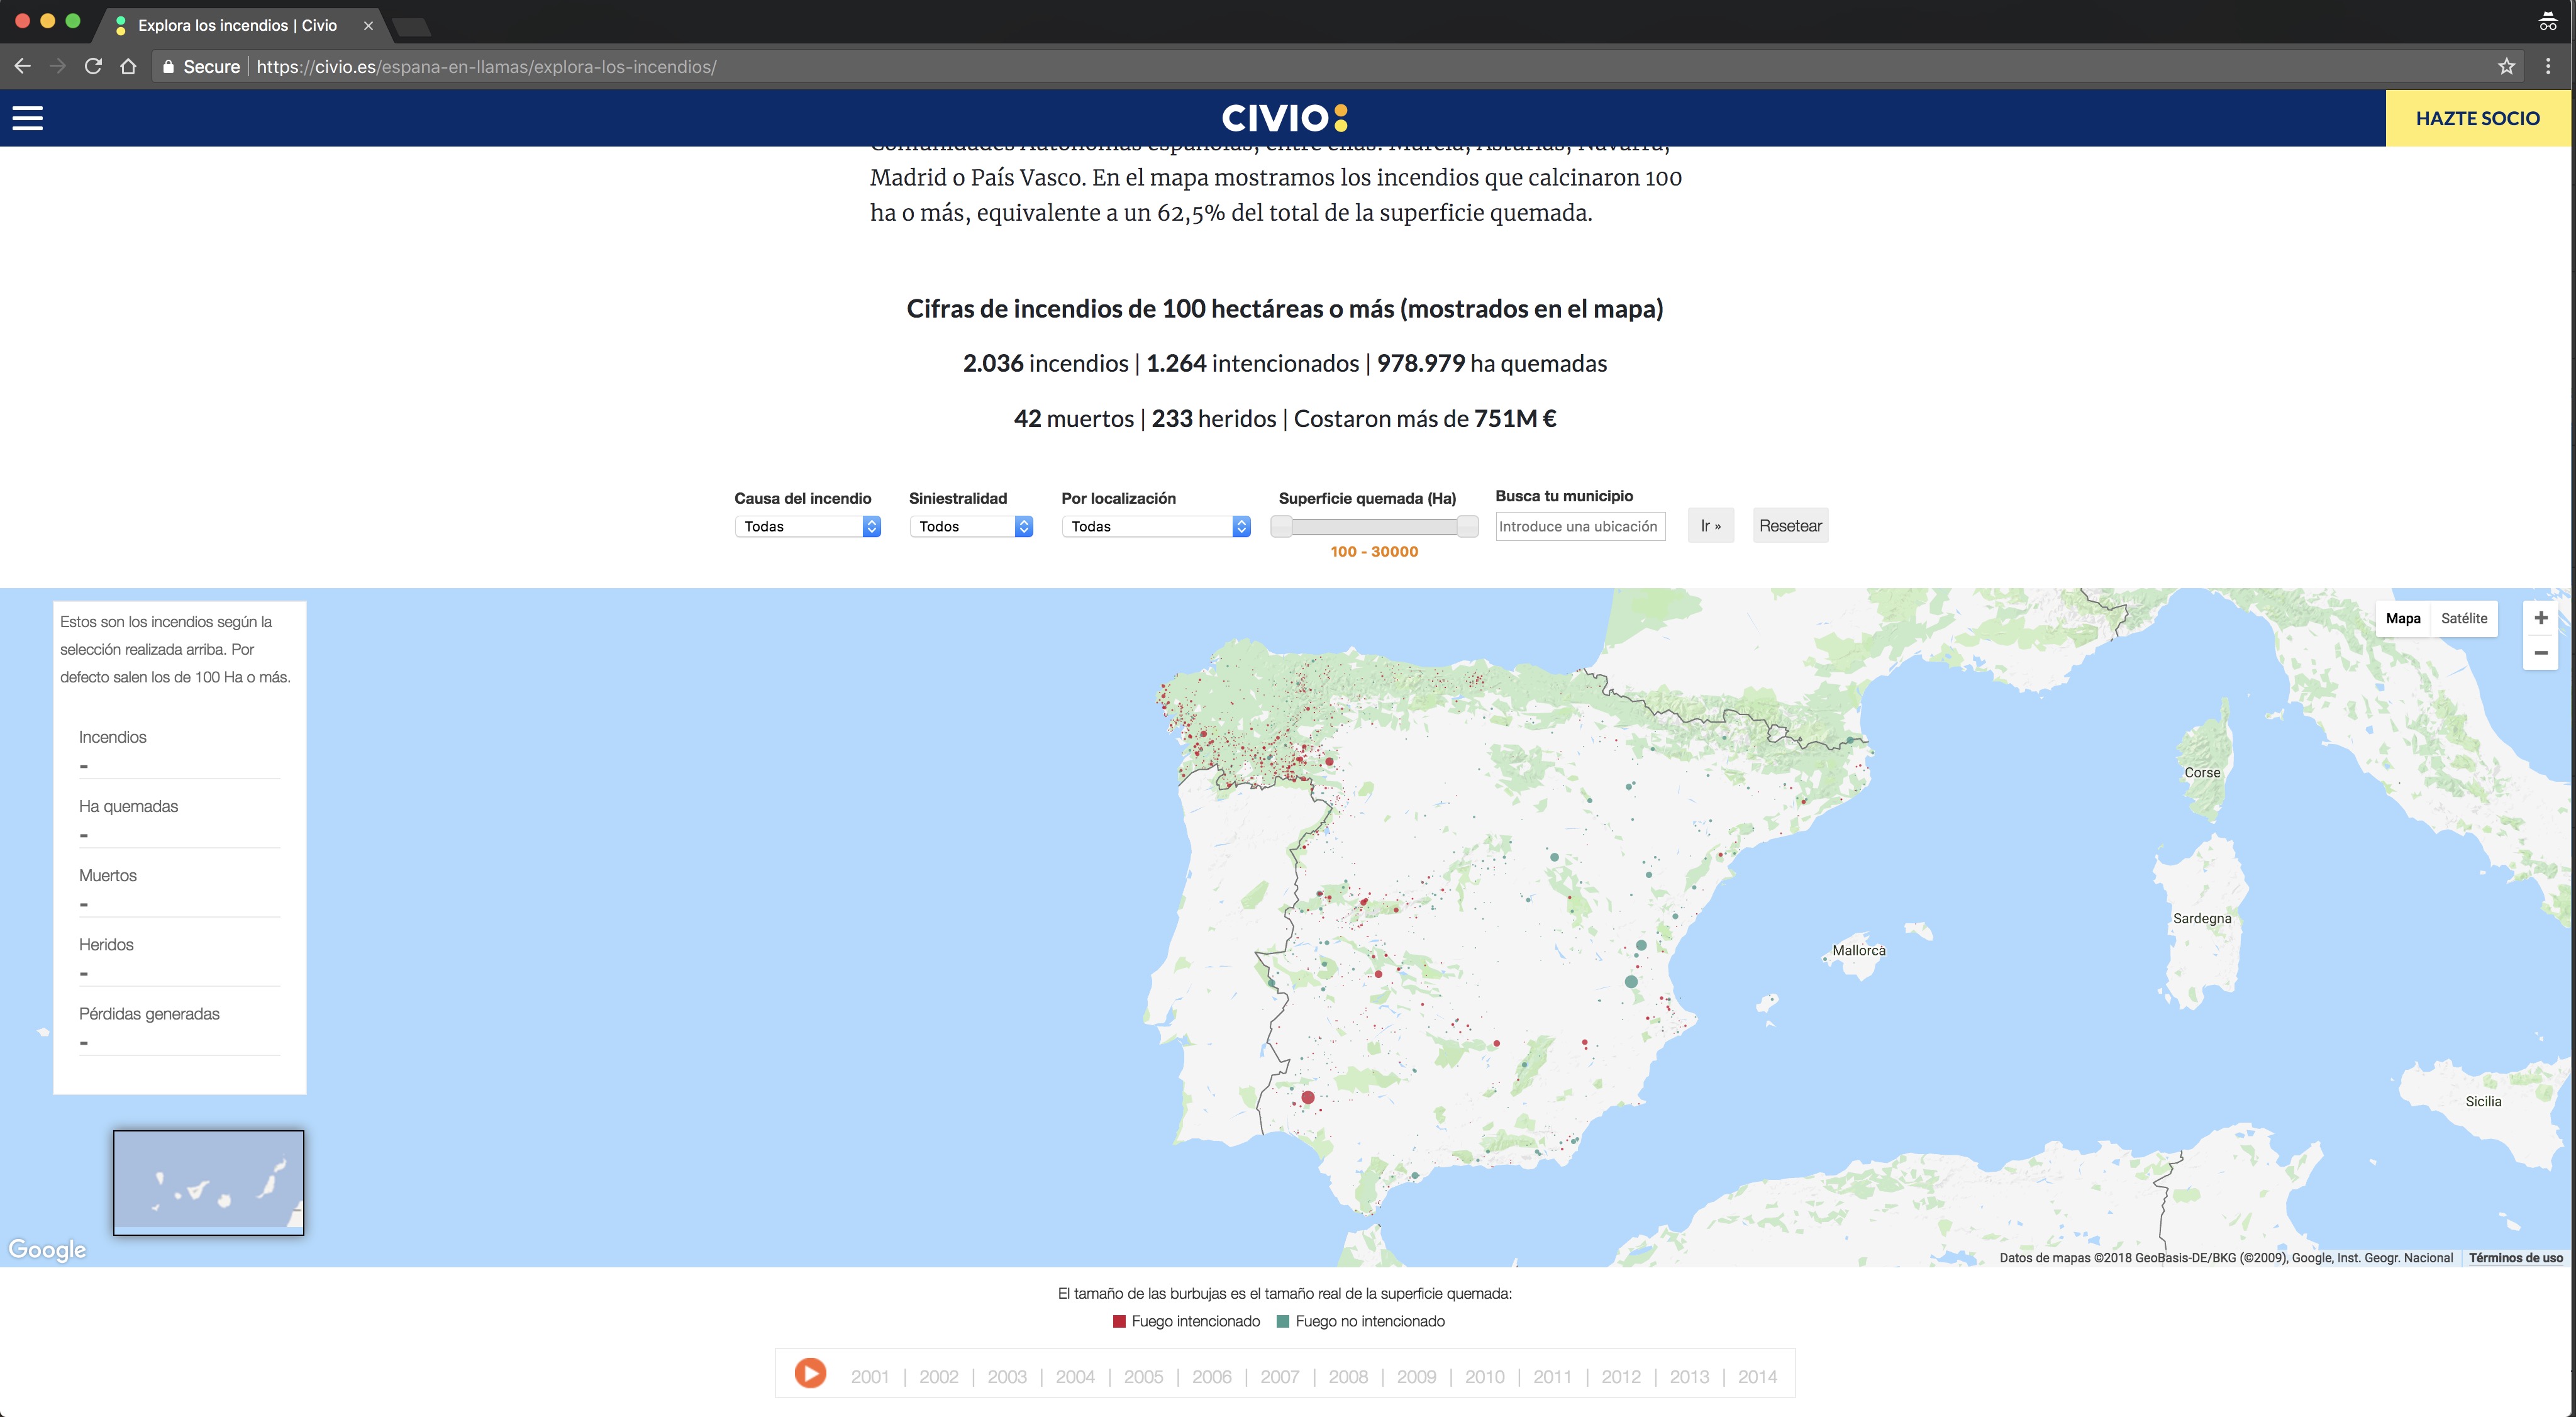 Explora los incendios | Civio
Secure https://civio.es/espana-en-llamas/explora-los-incendios/
CIVIO
HAZTE SOCIO
Comunidades Autónomas españolas, entre ellas: Murcia, Asturias, Navarra,
Madrid o País Vasco. En el mapa mostramos los incendios que calcinaron 100
ha o más, equivalente a un 62,5% del total de la superficie quemada.
Cifras de incendios de 100 hectáreas o más (mostrados en el mapa)
2.036 incendios | 1.264 intencionados | 978.979 ha quemadas
42 muertos | 233 heridos | Costaron más de 751M €
Causa del incendio
Todas
Siniestralidad
Todos
Por localización
Todas
Superficie quemada (Ha)
100 - 30000
Busca tu municipio
Introduce una ubicación
Ir »
Resetear
Estos son los incendios según la
selección realizada arriba. Por
defecto salen los de 100 Ha o más.
Incendios
-
Ha quemadas
-
Muertos
-
Heridos
-
Pérdidas generadas
-
Mapa
Satélite
+
−
Corse
Sardegna
Mallorca
Sicilia
Google
Datos de mapas ©2018 GeoBasis-DE/BKG (©2009), Google, Inst. Geogr. Nacional
Términos de uso
El tamaño de las burbujas es el tamaño real de la superficie quemada:
Fuego intencionado Fuego no intencionado
2001 | 2002 | 2003 | 2004 | 2005 | 2006 | 2007 | 2008 | 2009 | 2010 | 2011 | 2012 | 2013 | 2014